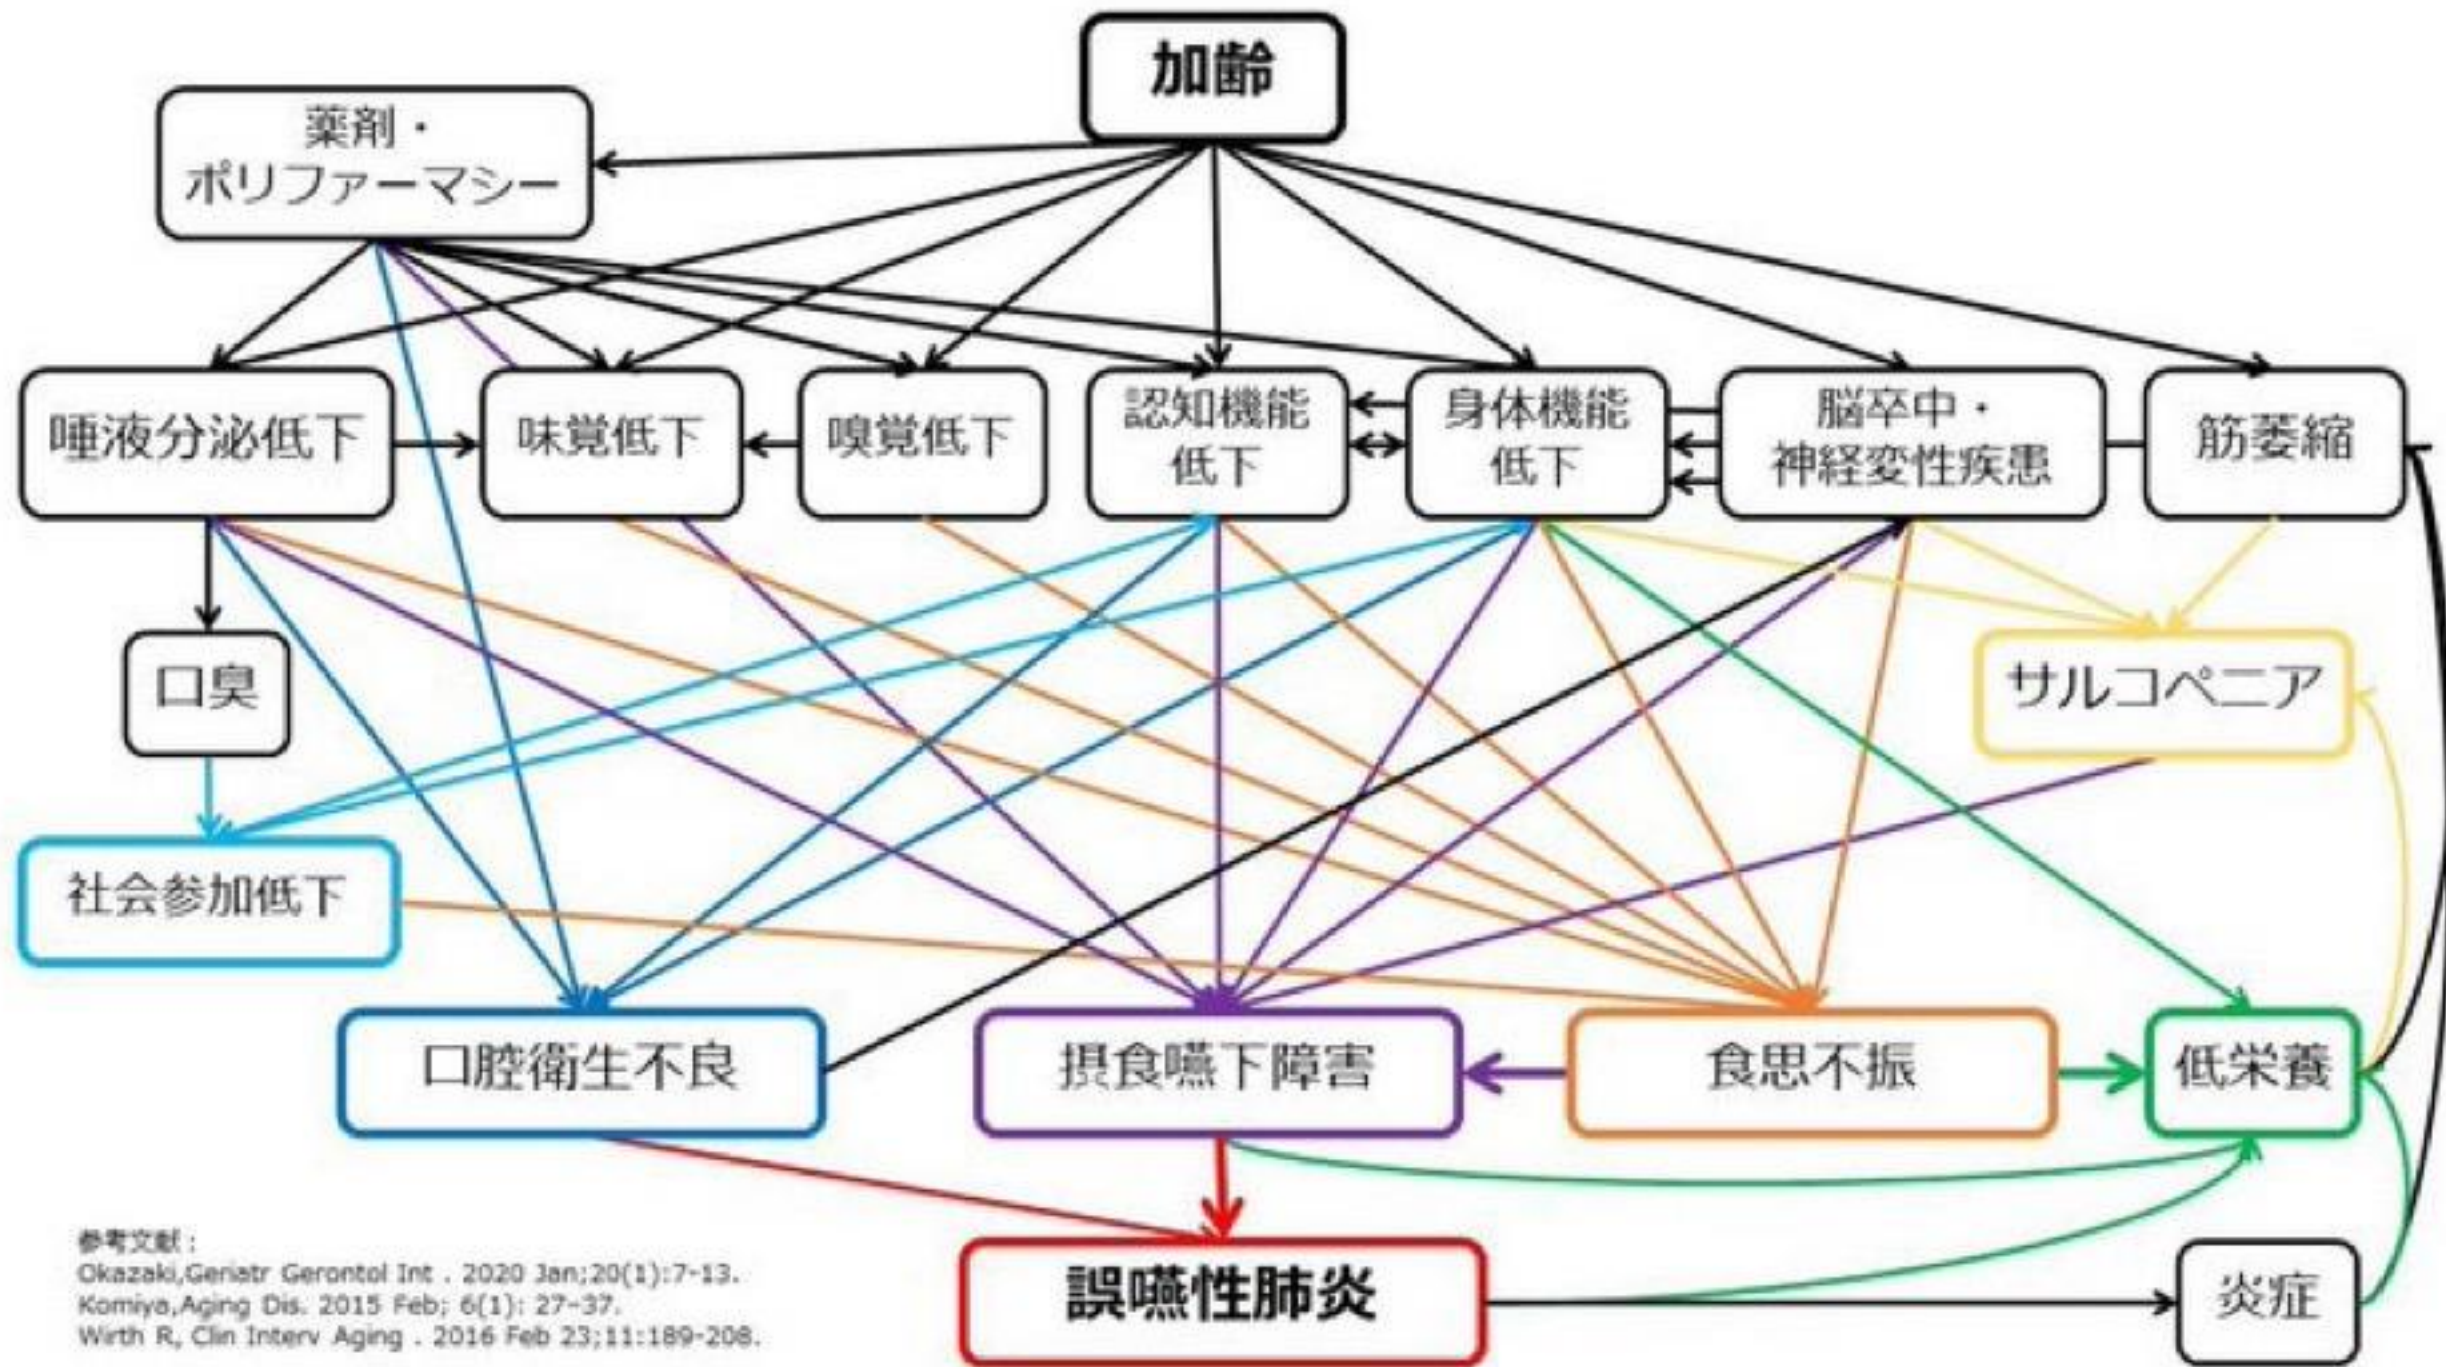 加齢
薬剤・
ポリファーマシー
唾液分泌低下
味覚低下
嗅覚低下
認知機能
低下
身体機能
低下
脳卒中・
神経変性疾患
筋萎縮
口臭
サルコペニア
社会参加低下
口腔衛生不良
摂食嚥下障害
食思不振
低栄養
誤嚥性肺炎
炎症
参考文献：
Okazaki,Geriatr Gerontol Int . 2020 Jan;20(1):7-13.
Komiya,Aging Dis. 2015 Feb; 6(1): 27–37.
Wirth R, Clin Interv Aging . 2016 Feb 23;11:189-208.